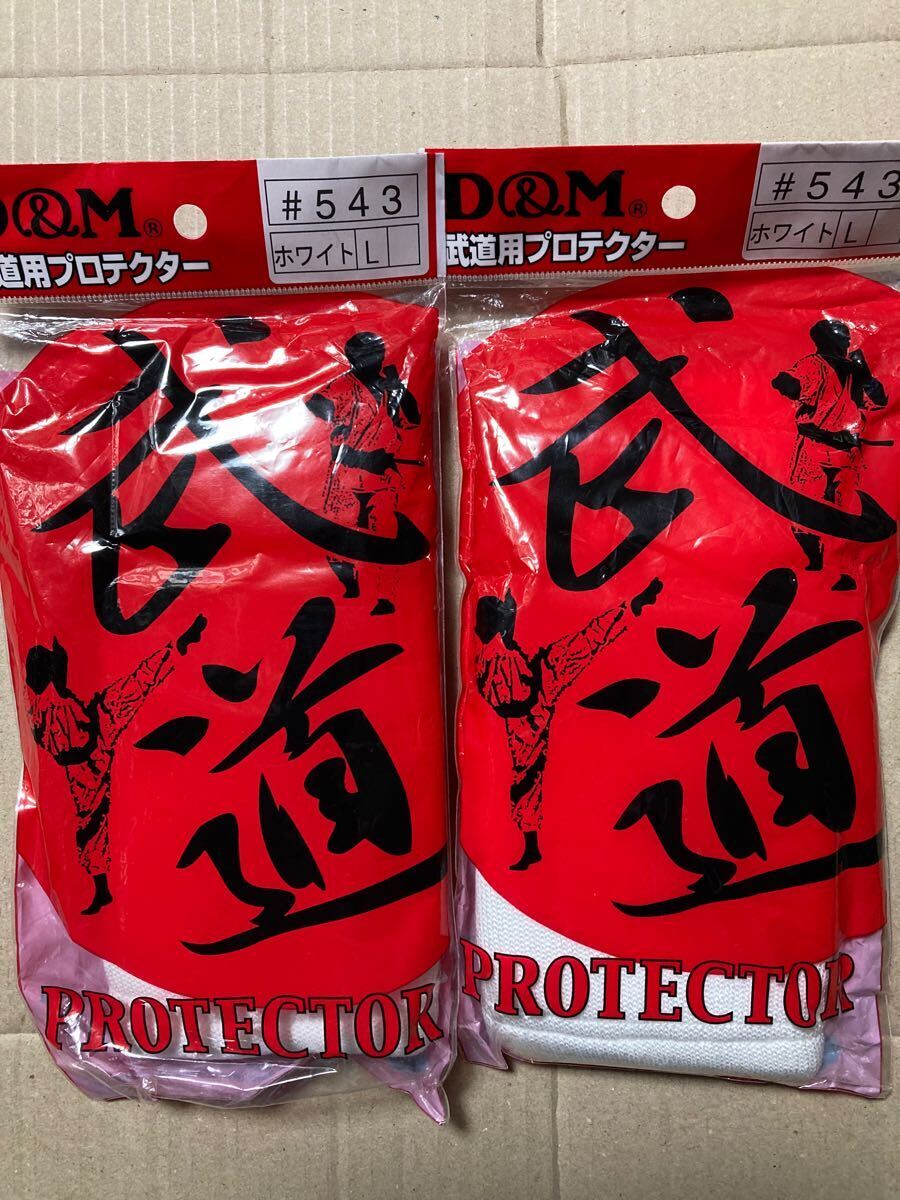 D&M®
#543
道用プロテクター
ホワイト L
武
道
PROTECTOR
D&M®
#543
武道用プロテクター
ホワイト L
武
道
PROTECTOR